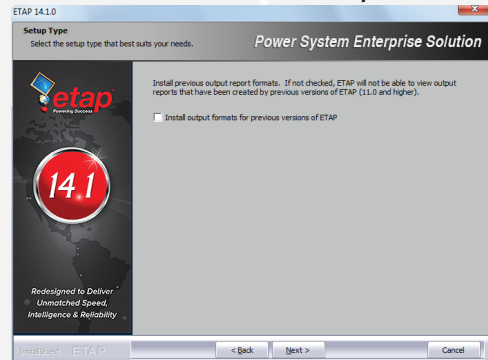 ETAP 14.1.0
Setup Type
Select the setup type that best suits your needs.
Power System Enterprise Solution
etap
Powering Success
Install previous output report formats. If not checked, ETAP will not be able to view output
reports that have been created by previous versions of ETAP (11.0 and higher).
Install output formats for previous versions of ETAP
14.1
Redesigned to Deliver
Unmatched Speed,
Intelligence & Reliability
InstallShield ETAP
< Back
Next >
Cancel